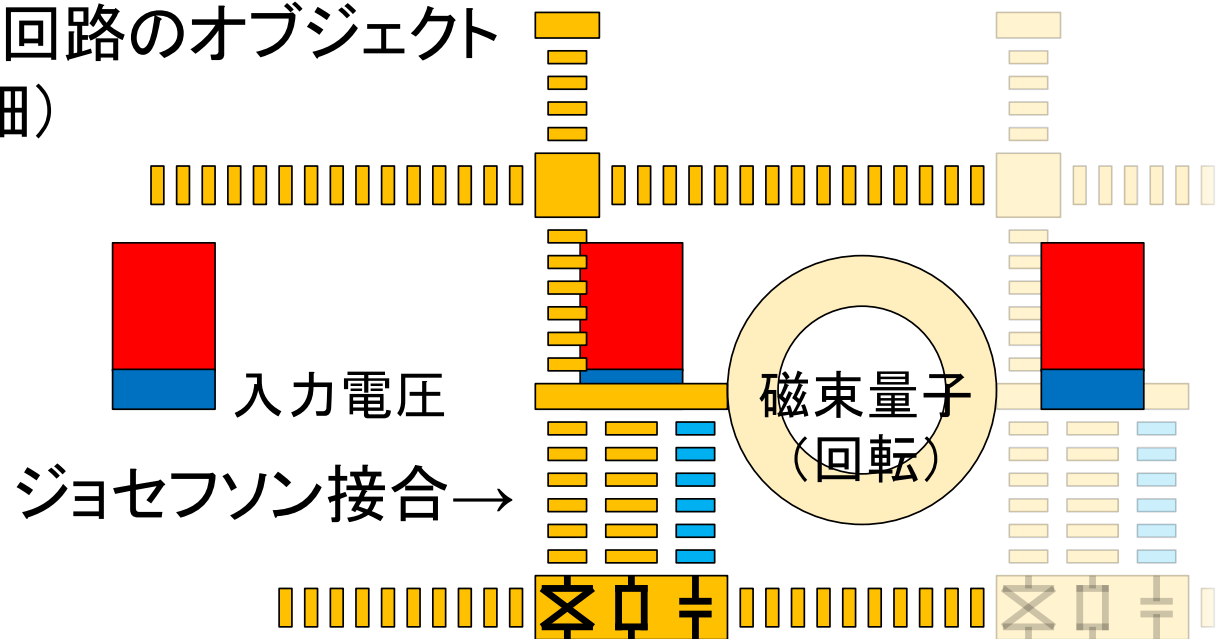 回路のオブジェクト
細）
入力電圧
磁束量子
（回転）
ジョセフソン接合→